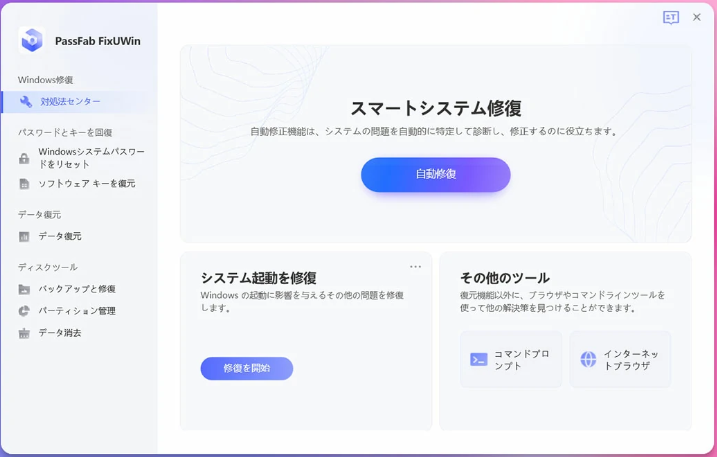 PassFab FixUWin
Windows修復
対処法センター
パスワードとキーを回復
Windowsシステムパスワー
ドをリセット
ソフトウェア キーを復元
データ復元
データ復元
ディスクツール
バックアップと修復
パーティション管理
データ消去
スマートシステム修復
自動修正機能は、システムの問題を自動的に特定して診断し、修正するのに役立ちます。
自動修復
システム起動を修復
Windows の起動に影響を与えるその他の問題を修復
します。
修復を開始
その他のツール
復元機能以外に、ブラウザやコマンドラインツールを
使って他の解決策を見つけることができます。
コマンドプロ
ンプト
インターネッ
トブラウザ